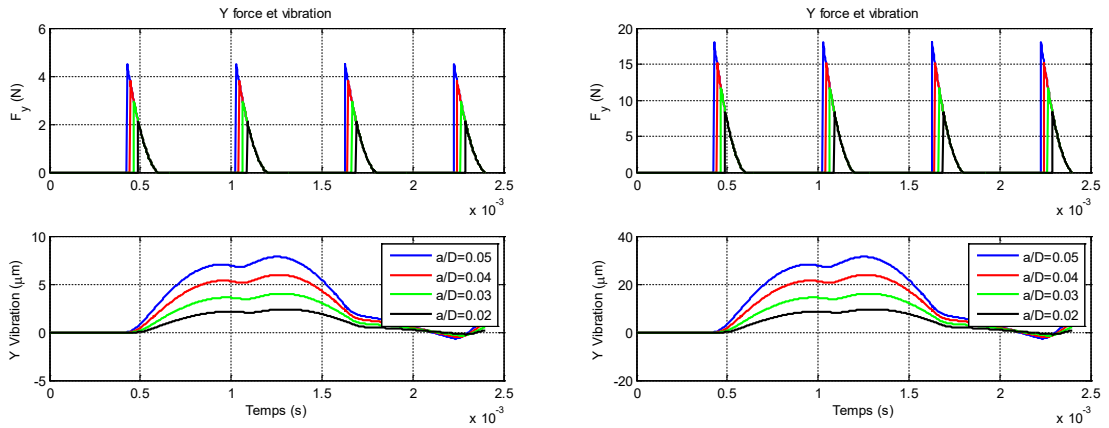 Y force et vibration
6
4
2
0
F_y (N)
0
0.5
1
1.5
2
2.5
x 10^-3
10
5
0
-5
Y Vibration (μm)
a/D=0.05
a/D=0.04
a/D=0.03
a/D=0.02
0
0.5
1
1.5
2
2.5
Temps (s)
x 10^-3
Y force et vibration
20
15
10
5
0
F_y (N)
0
0.5
1
1.5
2
2.5
x 10^-3
40
20
0
-20
Y Vibration (μm)
a/D=0.05
a/D=0.04
a/D=0.03
a/D=0.02
0
0.5
1
1.5
2
2.5
Temps (s)
x 10^-3